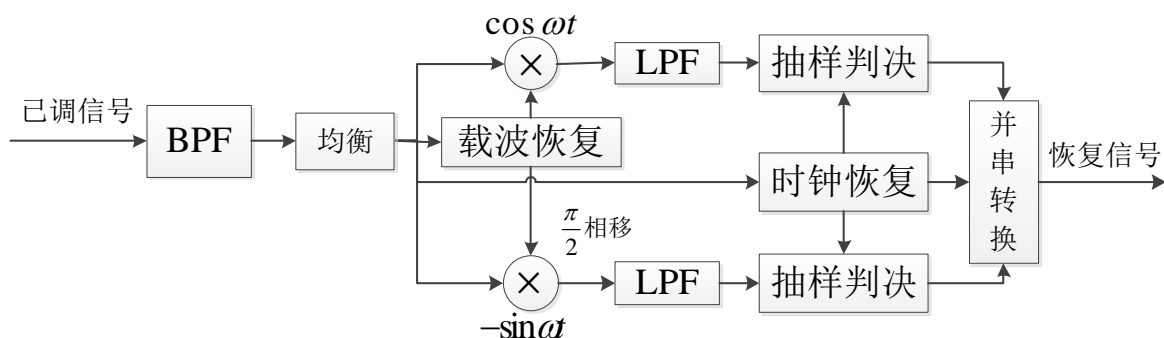 cos ωt
LPF
抽样判决
已调信号
BPF
均衡
载波恢复
时钟恢复
并串转换
恢复信号
π/2 相移
LPF
抽样判决
−sin ωt